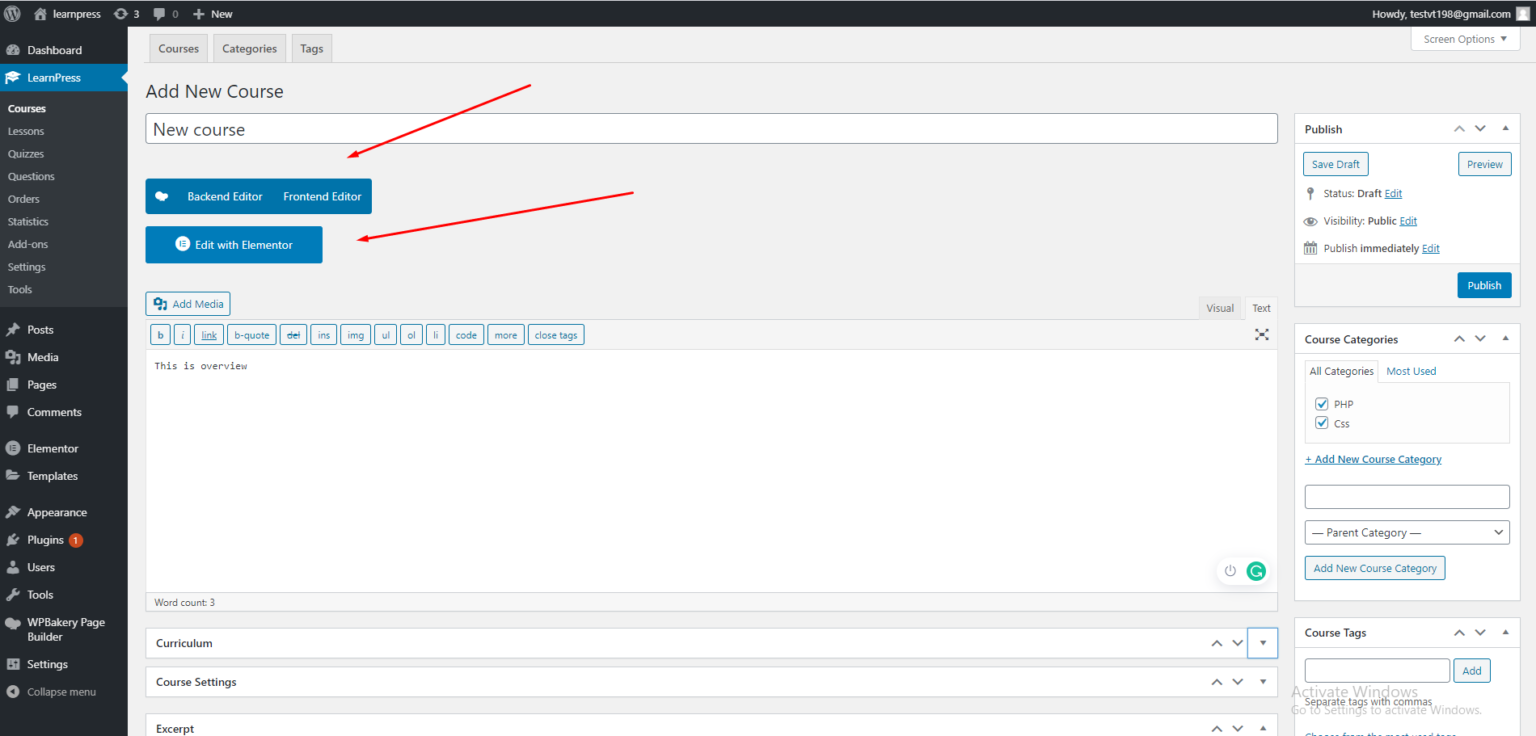 learnpress 3 0 New Howdy, testvt198@gmail.com
Screen Options
Dashboard
LearnPress
Courses
Lessons
Quizzes
Questions
Orders
Statistics
Add-ons
Settings
Tools
Posts
Media
Pages
Comments
Elementor
Templates
Appearance
Plugins 1
Users
Tools
WPBakery Page
Builder
Settings
Collapse menu
Courses Categories Tags
Add New Course
New course
Backend Editor Frontend Editor
Edit with Elementor
Add Media
Visual Text
b i link b-quote del ins img ul ol li code more close tags
This is overview
Word count: 3
Curriculum
Course Settings
Excerpt
Publish
Save Draft Preview
Status: Draft Edit
Visibility: Public Edit
Publish immediately Edit
Publish
Course Categories
All Categories Most Used
PHP
Css
+ Add New Course Category
— Parent Category —
Add New Course Category
Course Tags
Add
Separate tags with commas
Choose from the most used tags
Activate Windows
Go to Settings to activate Windows.